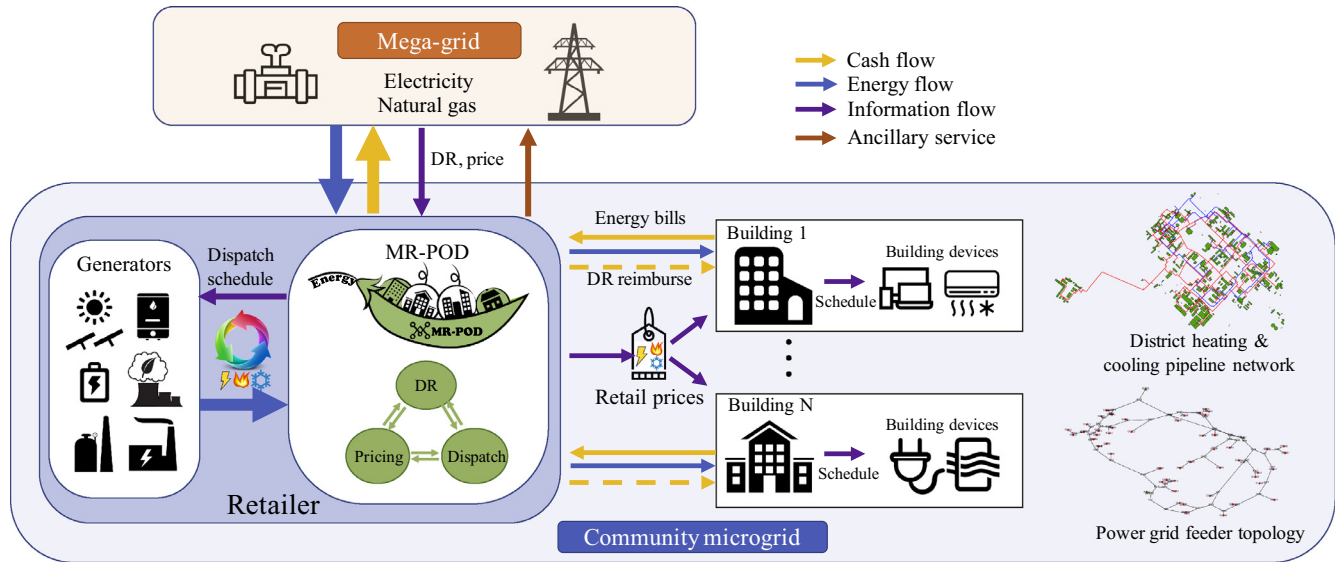 Mega-grid
Electricity
Natural gas
Cash flow
Energy flow
Information flow
Ancillary service
DR, price
Generators
Dispatch
schedule
MR-POD
Energy
MR-POD
DR
Pricing
Dispatch
Retailer
Energy bills
DR reimburse
Retail prices
Building 1
Schedule
Building devices
Building N
Schedule
Building devices
District heating &
cooling pipeline network
Power grid feeder topology
Community microgrid